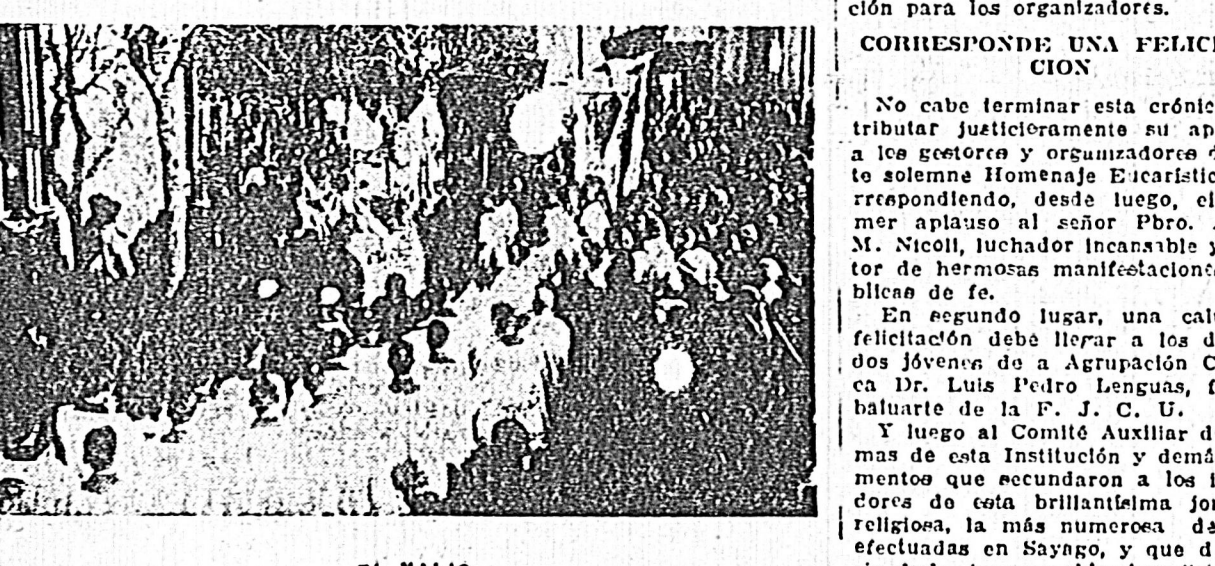 ción para los organizadores.
CORRESPONDE UNA FELICI
CION
No cabe terminar esta crónic
tributar justicieramente su ap
a los gestores y organizadores d
te solemne Homenaje E icarístic
rrespondiendo, desde luego, el
mer aplauso al señor Pbro.
M. Nicoli, luchador incansable y
tor de hermosas manifestacione
blicas de fe.
En segundo lugar, una cal
felicitación debe llegar a los d
dos jóvenes de a Agrupación C
ca Dr. Luis Pedro Lenguas, f
baluarte de la F. J. C. U.
Y luego al Comité Auxiliar d
mas de esta Institución y demá
mentos que secundaron a los i
dores de esta brillantísima jor
religiosa, la más numerosa de
efectuadas en Sayago, y que d